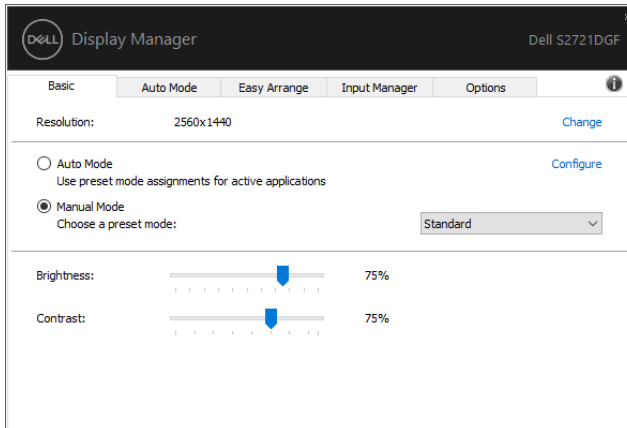 DELL Display Manager Dell S2721DGF
Basic Auto Mode Easy Arrange Input Manager Options
Resolution: 2560x1440 Change
Auto Mode Configure
Use preset mode assignments for active applications
Manual Mode
Choose a preset mode: Standard
Brightness: 75%
Contrast: 75%